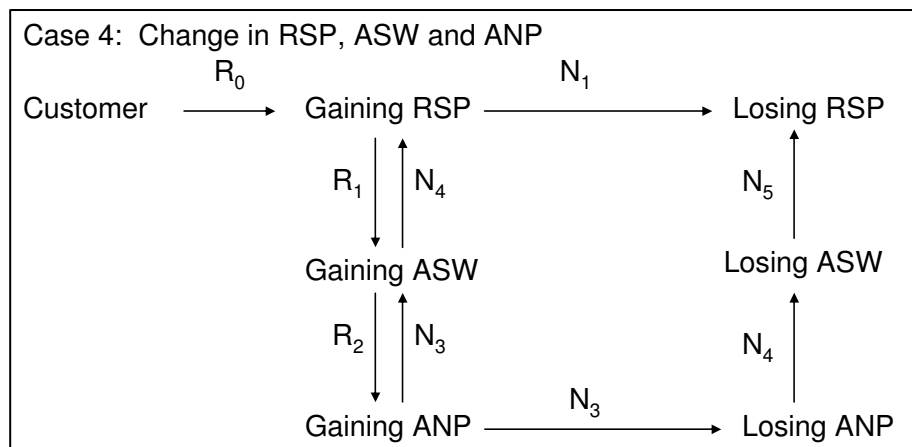 Case 4: Change in RSP, ASW and ANP
R0 N1
Customer Gaining RSP Losing RSP
R1 N4 N5
Gaining ASW Losing ASW
R2 N3 N4
N3
Gaining ANP Losing ANP